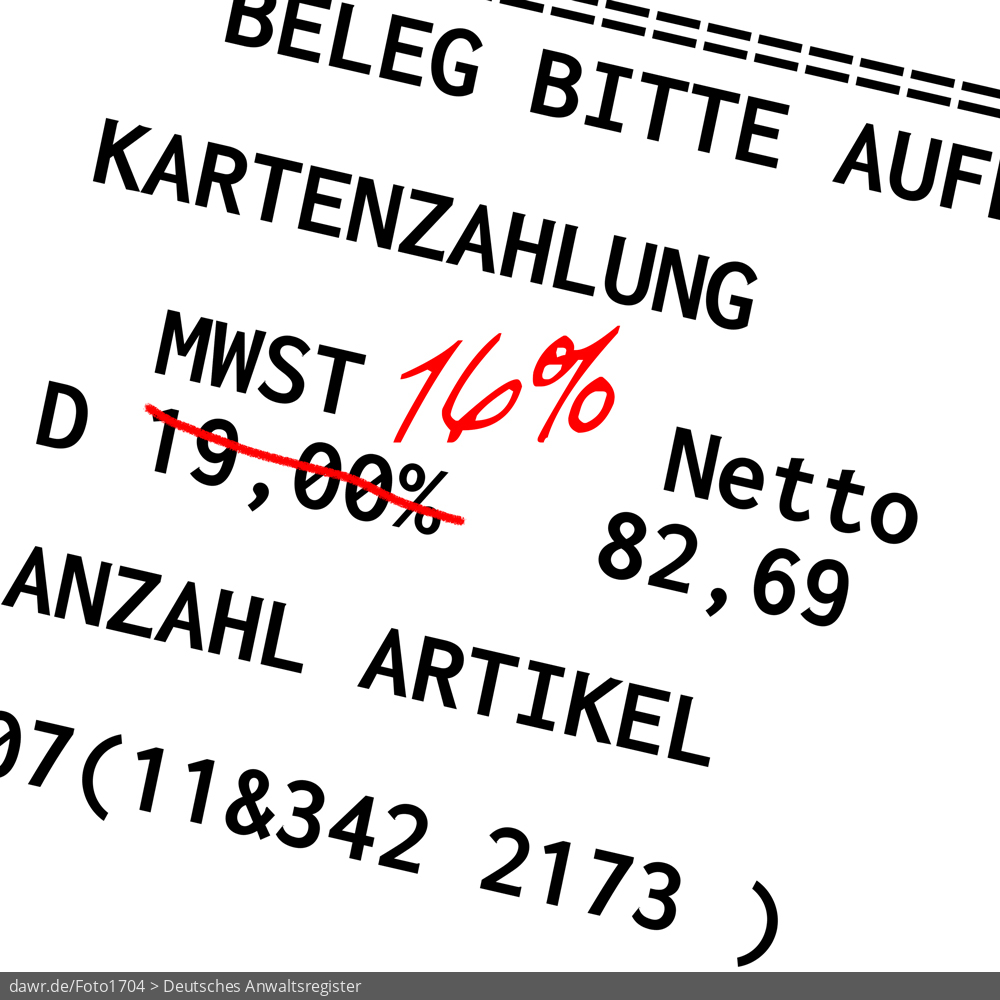 BELEG BITTE
KARTENZAHLUNG
MWST 16% Netto
D 19,00% 82,69
ANZAHL ARTIKEL
07(11&342 2173 )
dawr.de/Foto1704 > Deutsches Anwaltsregister